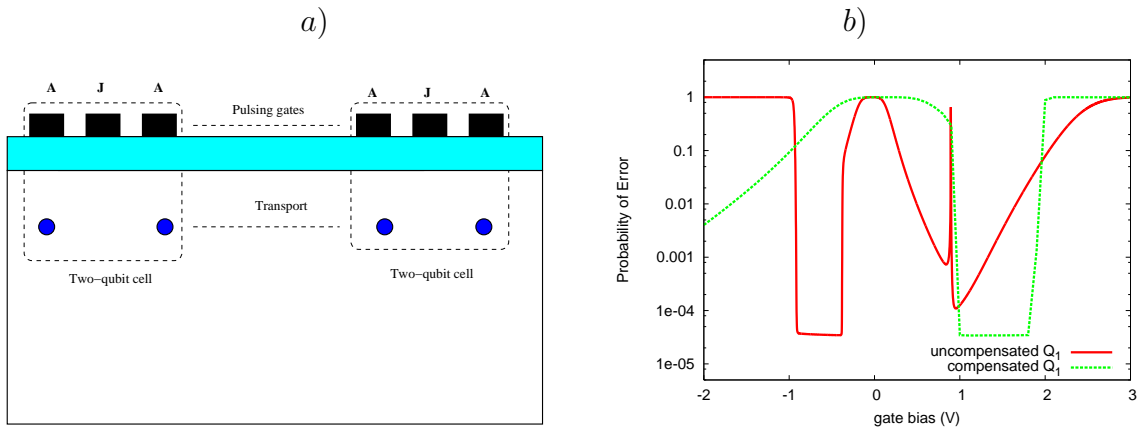 a)
A J A
Pulsing gates
A J A
Transport
Two−qubit cell
Two−qubit cell
b)
Probability of Error
1
0.1
0.01
0.001
1e-04
1e-05
-2 -1 0 1 2 3
gate bias (V)
uncompensated Q1
compensated Q1